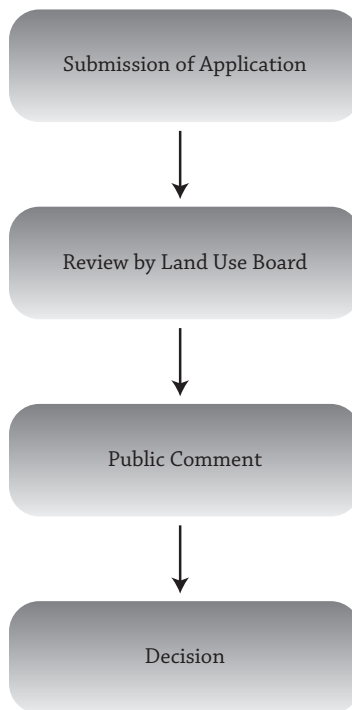 Submission of Application
Review by Land Use Board
Public Comment
Decision